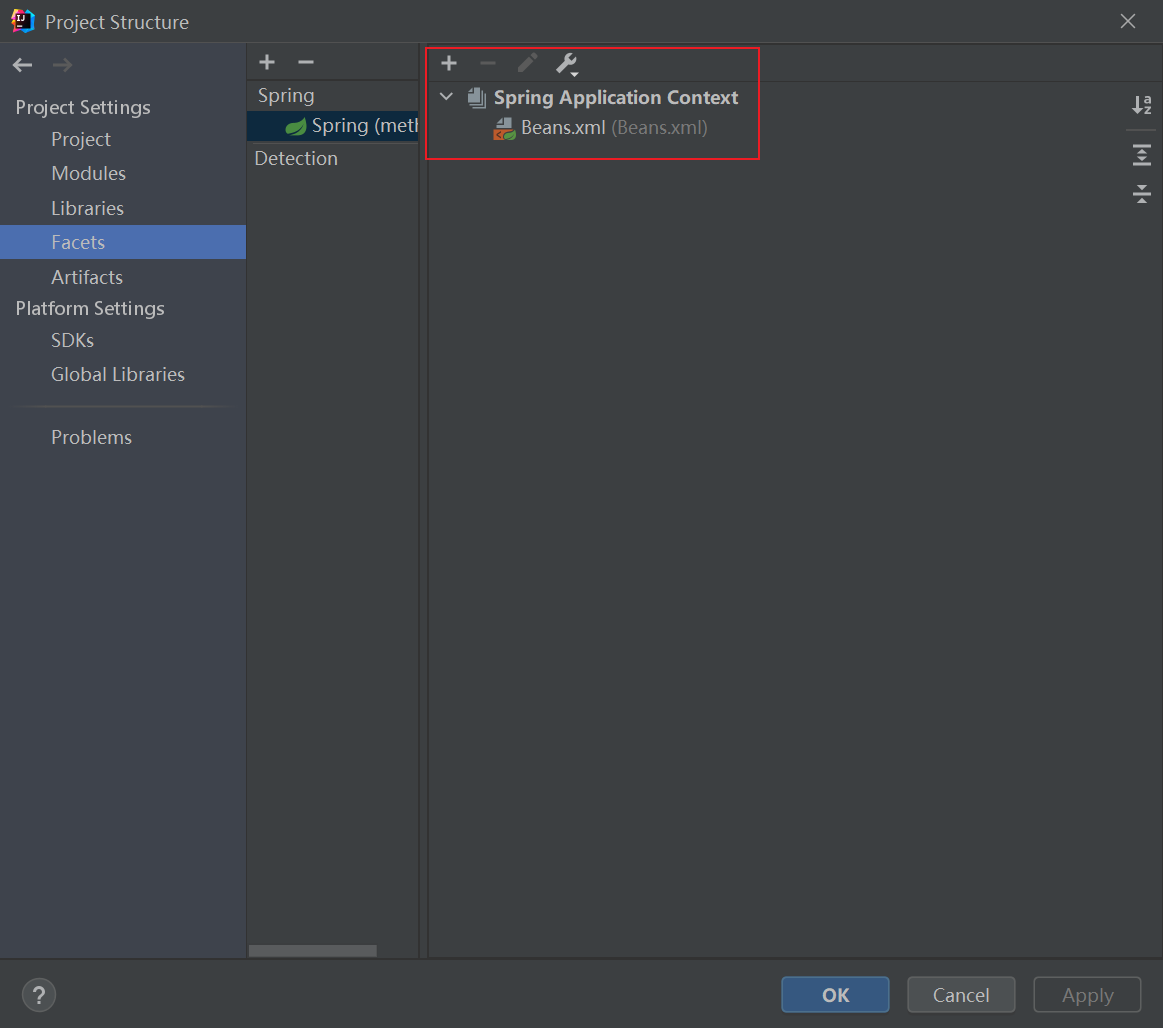 Project Structure
Project Settings
Project
Modules
Libraries
Facets
Artifacts
Platform Settings
SDKs
Global Libraries
Problems
Spring
Spring (meth
Detection
Spring Application Context
Beans.xml (Beans.xml)
?
OK
Cancel
Apply